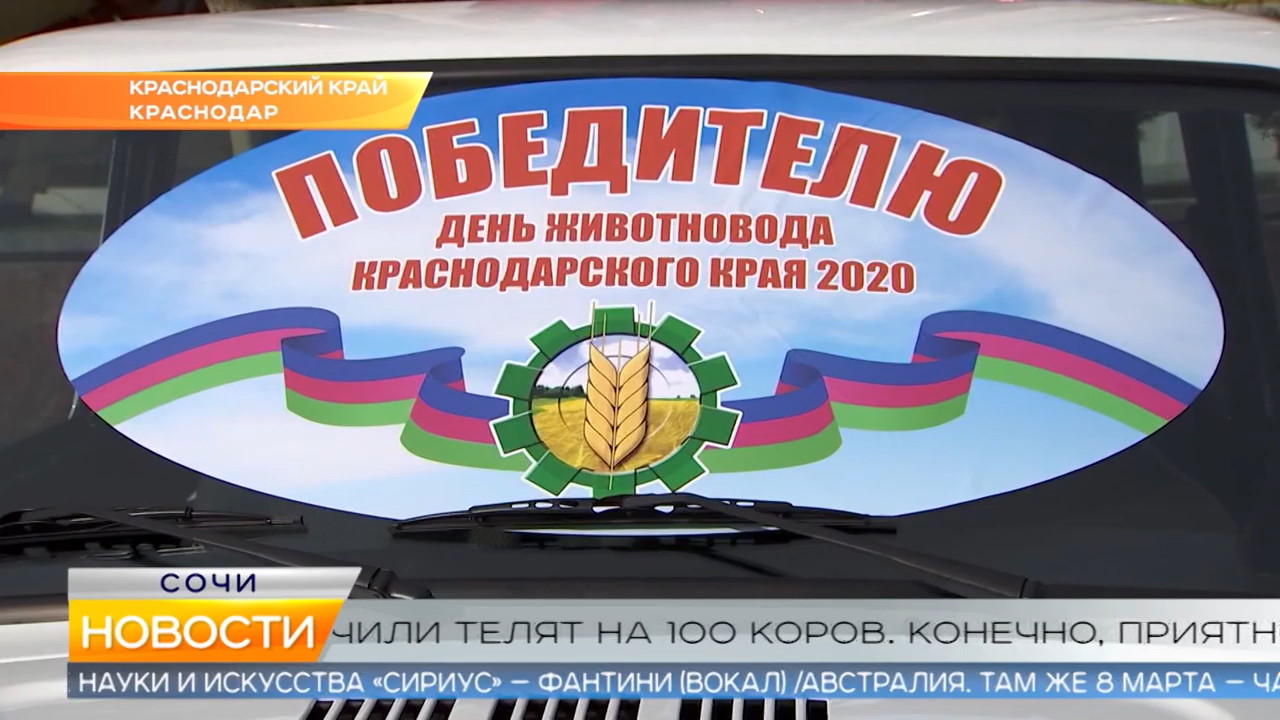 КРАСНОДАРСКИЙ КРАЙ
КРАСНОДАР
ПОБЕДИТЕЛЮ
ДЕНЬ ЖИВОТНОВОДА
КРАСНОДАРСКОГО КРАЯ 2020
СОЧИ
НОВОСТИ
ЧИЛИ ТЕЛЯТ НА 100 КОРОВ. КОНЕЧНО, ПРИЯТН
НАУКИ И ИСКУССТВА «СИРИУС» – ФАНТИНИ (ВОКАЛ) /АВСТРАЛИЯ. ТАМ ЖЕ 8 МАРТА – ЧА